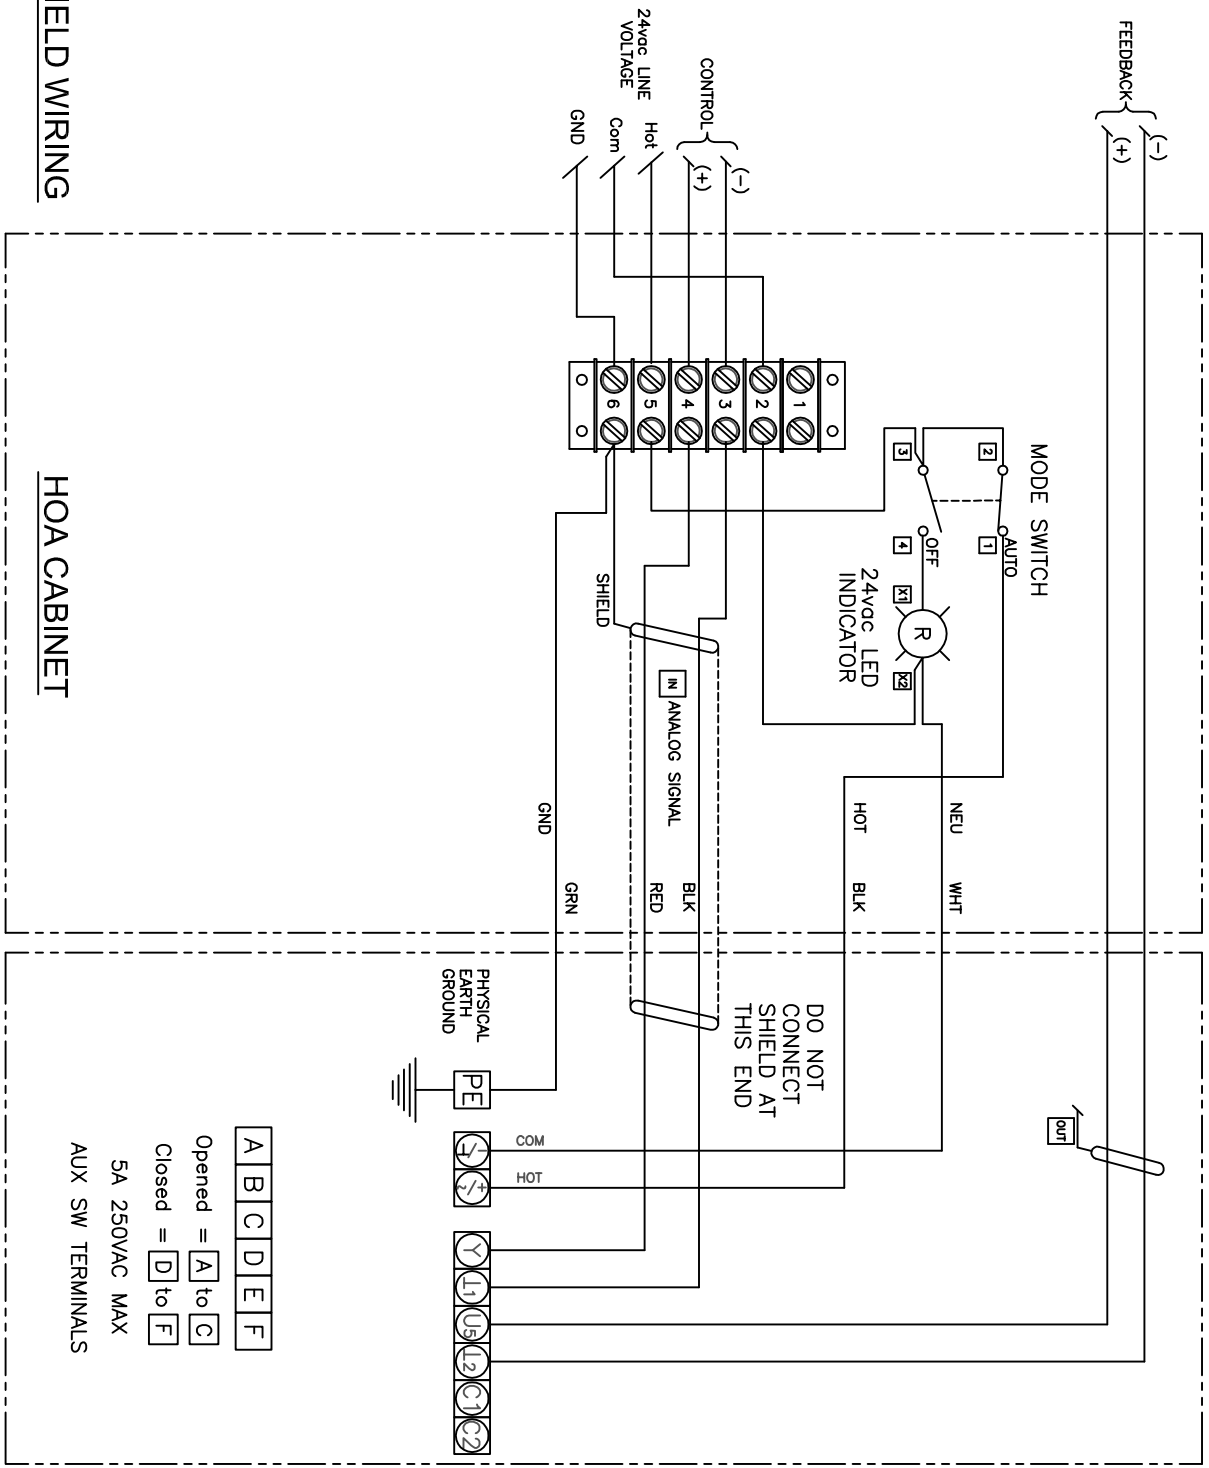 FEEDBACK
(-)
(+)
CONTROL
(-)
(+)
24vac LINE
VOLTAGE
Hot
Com
GND
IELD WIRING
HOA CABINET
1
2
3
4
5
6
MODE SWITCH
2
1
AUTO
3
4
OFF
X1
R
X2
24vac LED
INDICATOR
SHIELD
IN
ANALOG SIGNAL
NEU
WHT
HOT
BLK
BLK
RED
GND
GRN
DO NOT
CONNECT
SHIELD AT
THIS END
OUT
PHYSICAL
EARTH
GROUND
PE
COM
HOT
Y
U5
C1
C2
A B C D E F
Opened = A to C
Closed = D to F
5A 250VAC MAX
AUX SW TERMINALS